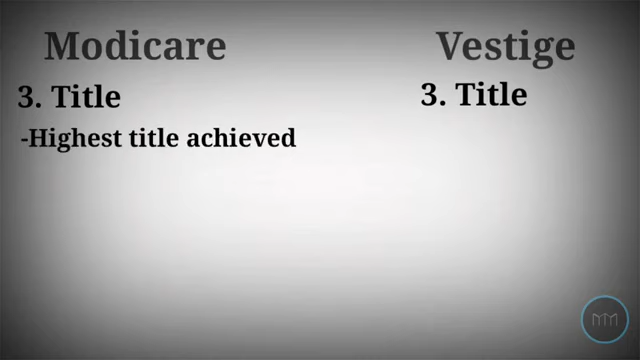 Modicare
3. Title
-Highest title achieved
Vestige
3. Title